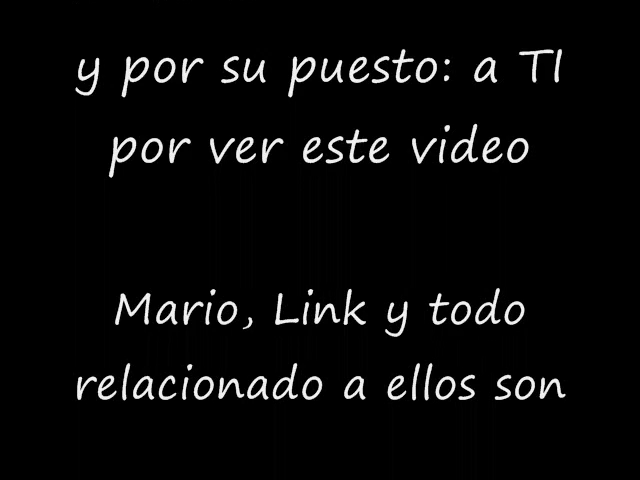 y por su puesto: a TI
por ver este video
Mario, Link y todo
relacionado a ellos son